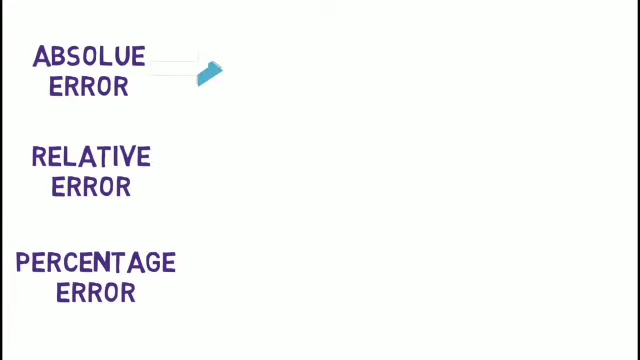 ABSOLUE
ERROR
RELATIVE
ERROR
PERCENTAGE
ERROR